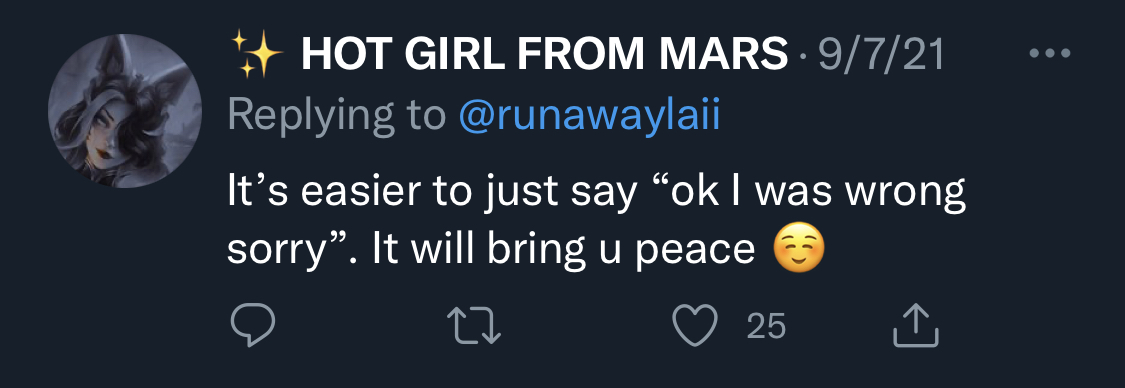 ✨ HOT GIRL FROM MARS · 9/7/21
Replying to @runawaylaii
It’s easier to just say “ok I was wrong
sorry”. It will bring u peace ☺️
25